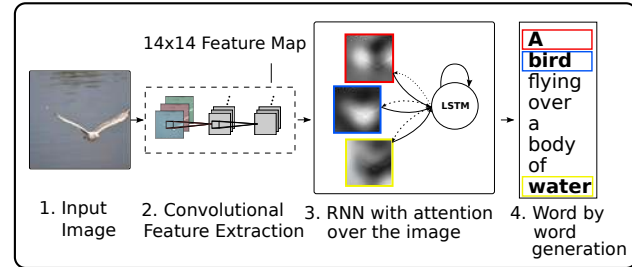 14x14 Feature Map
LSTM
A
bird
flying
over
a
body
of
water
1. Input
Image
2. Convolutional
Feature Extraction
3. RNN with attention
over the image
4. Word by
word
generation